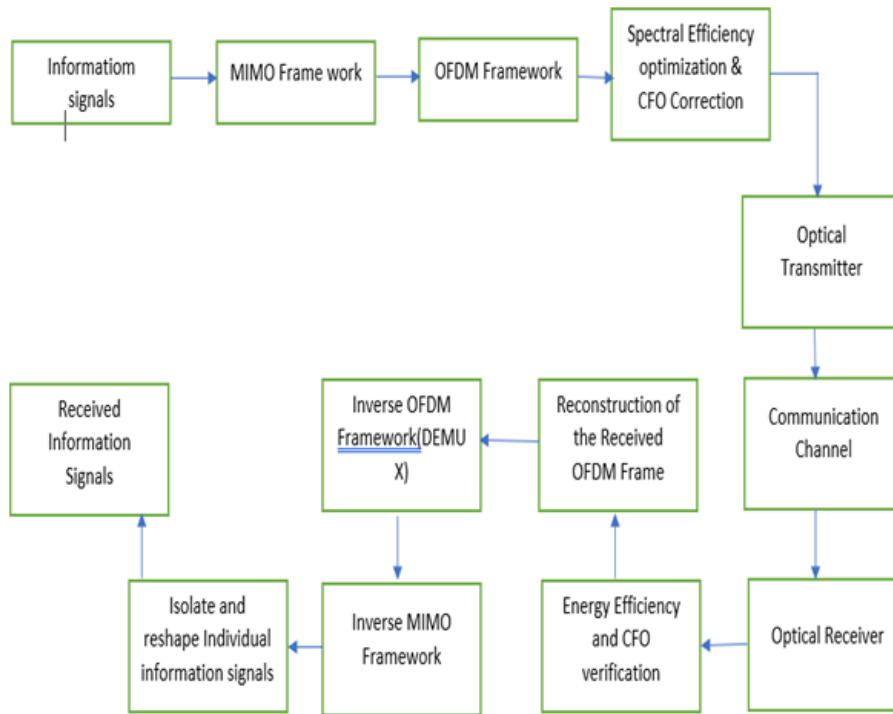 Informatiom
signals
MIMO Frame work
OFDM Framework
Spectral Efficiency
optimization &
CFO Correction
Optical
Transmitter
Communication
Channel
Optical Receiver
Energy Efficiency
and CFO
verification
Reconstruction of
the Received
OFDM Frame
Inverse OFDM
Framework(DEMU
X)
Inverse MIMO
Framework
Isolate and
reshape Individual
information signals
Received
Information
Signals